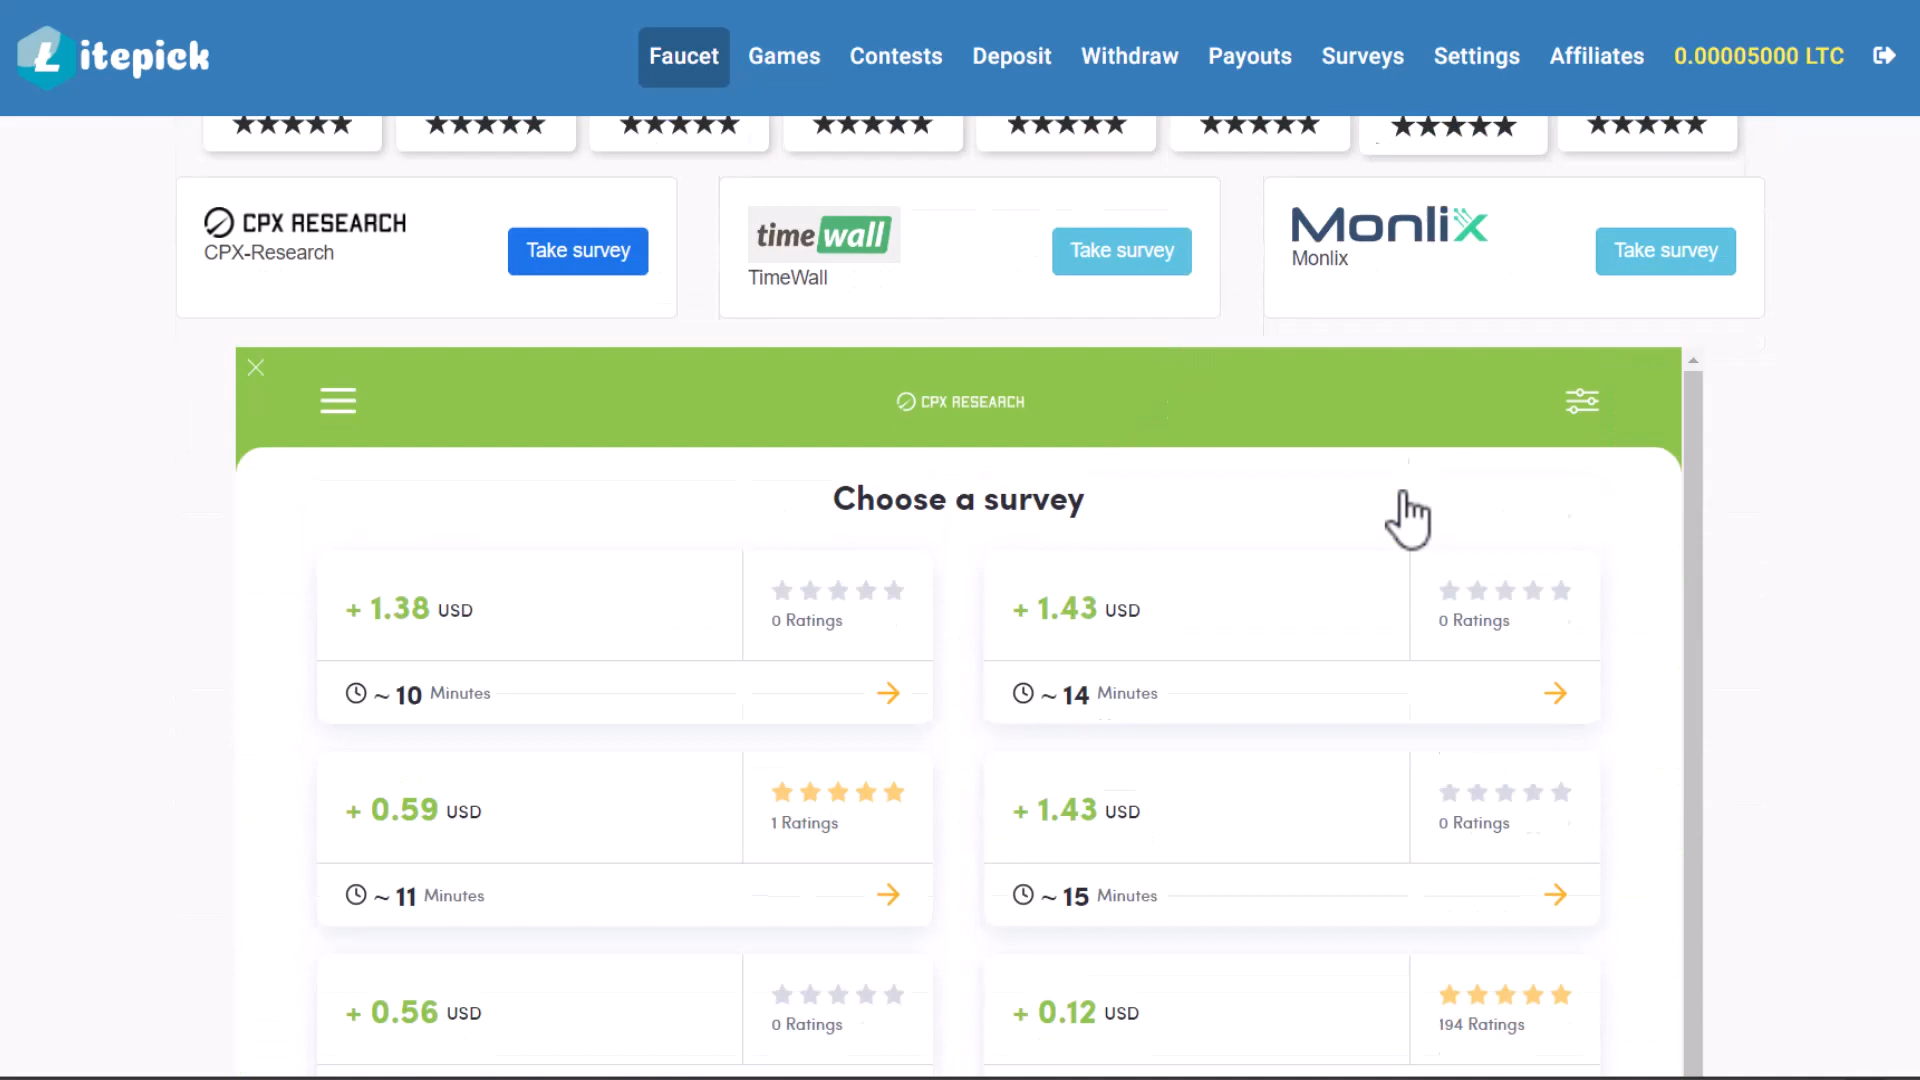 Litepick
Faucet Games Contests Deposit Withdraw Payouts Surveys Settings Affiliates 0.00005000 LTC
CPX RESEARCH
CPX-Research
Take survey
time wall
TimeWall
Take survey
Monlix
Monlix
Take survey
CPX RESEARCH
Choose a survey
+ 1.38 USD
0 Ratings
~ 10 Minutes
+ 1.43 USD
0 Ratings
~ 14 Minutes
+ 0.59 USD
1 Ratings
~ 11 Minutes
+ 1.43 USD
0 Ratings
~ 15 Minutes
+ 0.56 USD
0 Ratings
+ 0.12 USD
194 Ratings